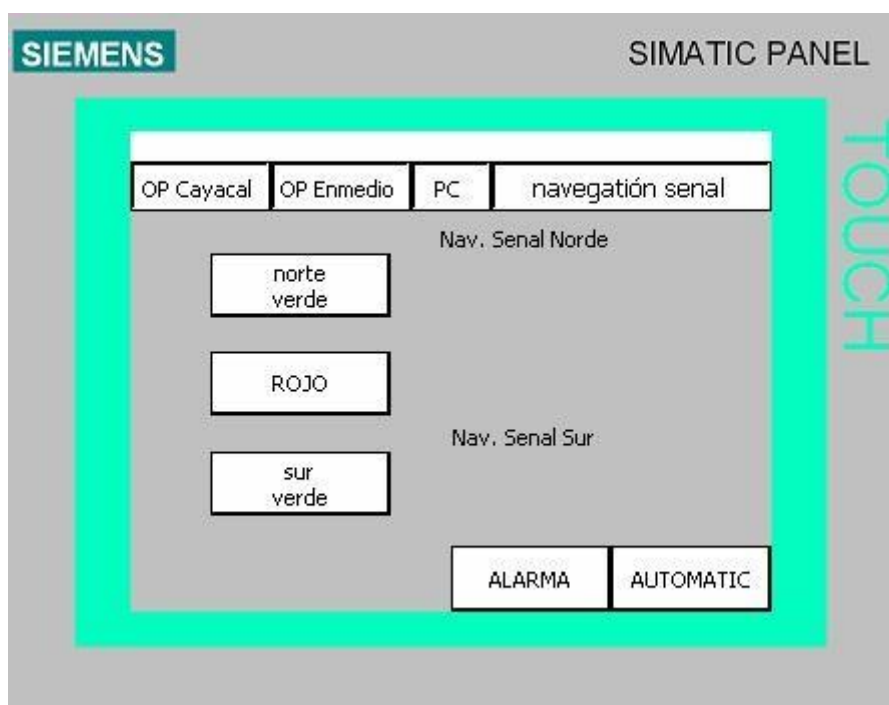 SIEMENS
SIMATIC PANEL
TOUCH
OP Cayacal
OP Enmedio
PC
navegatión senal
Nav. Senal Norde
norte
verde
ROJO
Nav. Senal Sur
sur
verde
ALARMA
AUTOMATIC